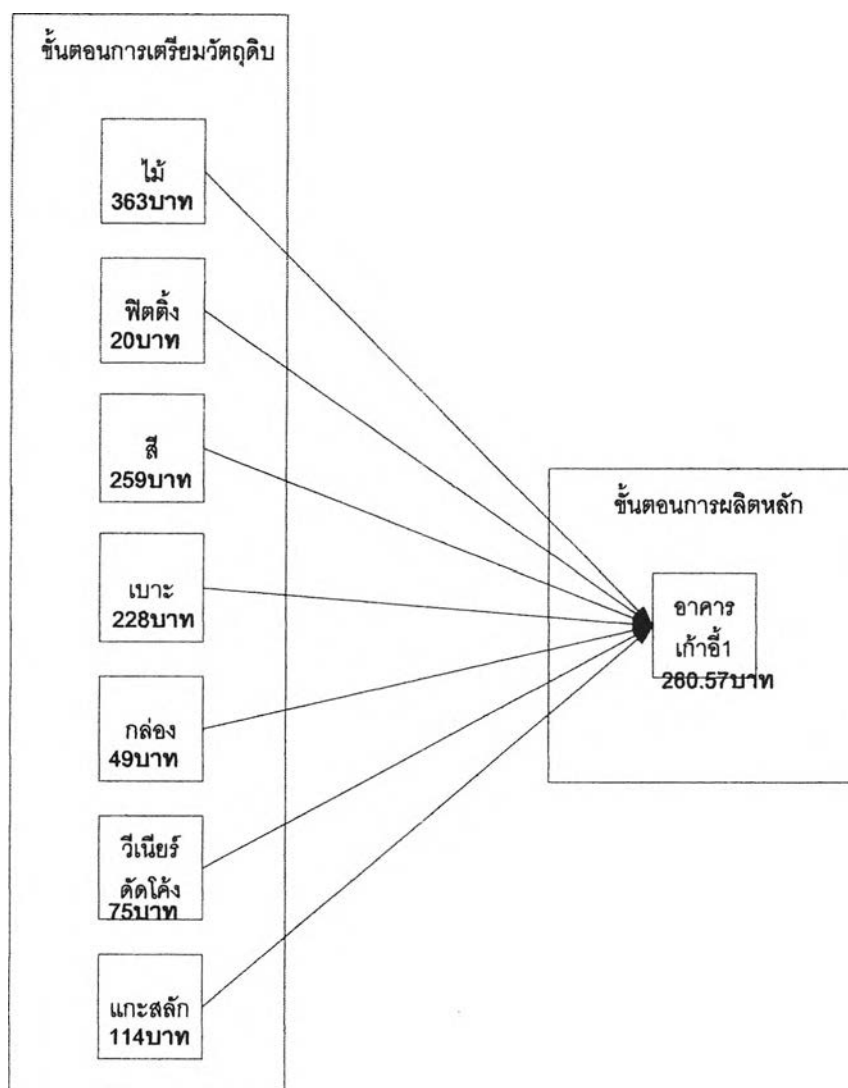 ขั้นตอนการเตรียมวัตถุดิบ
ไม้
363บาท
ฟิตติ้ง
20บาท
สี
259บาท
เบาะ
228บาท
กล่อง
49บาท
วีเนียร์
ดัดโค้ง
75บาท
แกะสลัก
114บาท
ขั้นตอนการผลิตหลัก
อาคาร
เก้าอี้1
260.57บาท